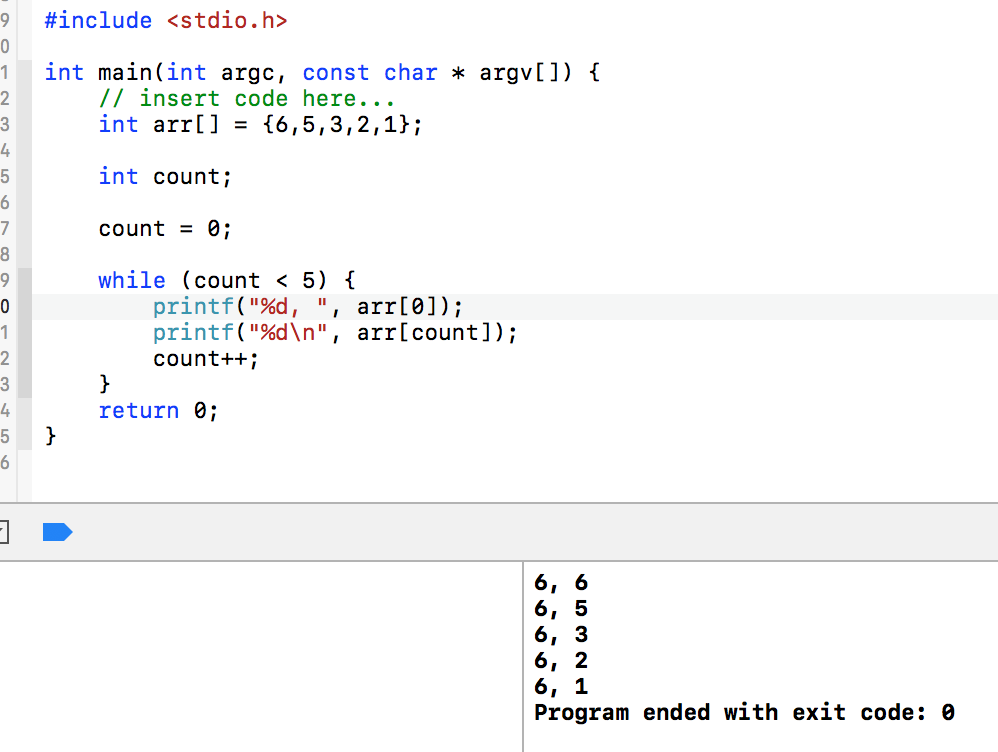 9 #include <stdio.h>
0
1 int main(int argc, const char * argv[]) {
2     // insert code here...
3     int arr[] = {6,5,3,2,1};
4
5     int count;
6
7     count = 0;
8
9     while (count < 5) {
0         printf("%d, ", arr[0]);
1         printf("%d\n", arr[count]);
2         count++;
3     }
4     return 0;
5 }
6
6, 6
6, 5
6, 3
6, 2
6, 1
Program ended with exit code: 0